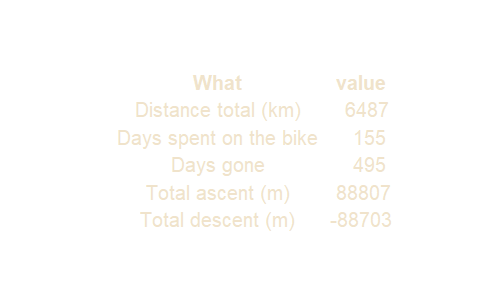 What value
Distance total (km) 6487
Days spent on the bike 155
Days gone 495
Total ascent (m) 88807
Total descent (m) -88703